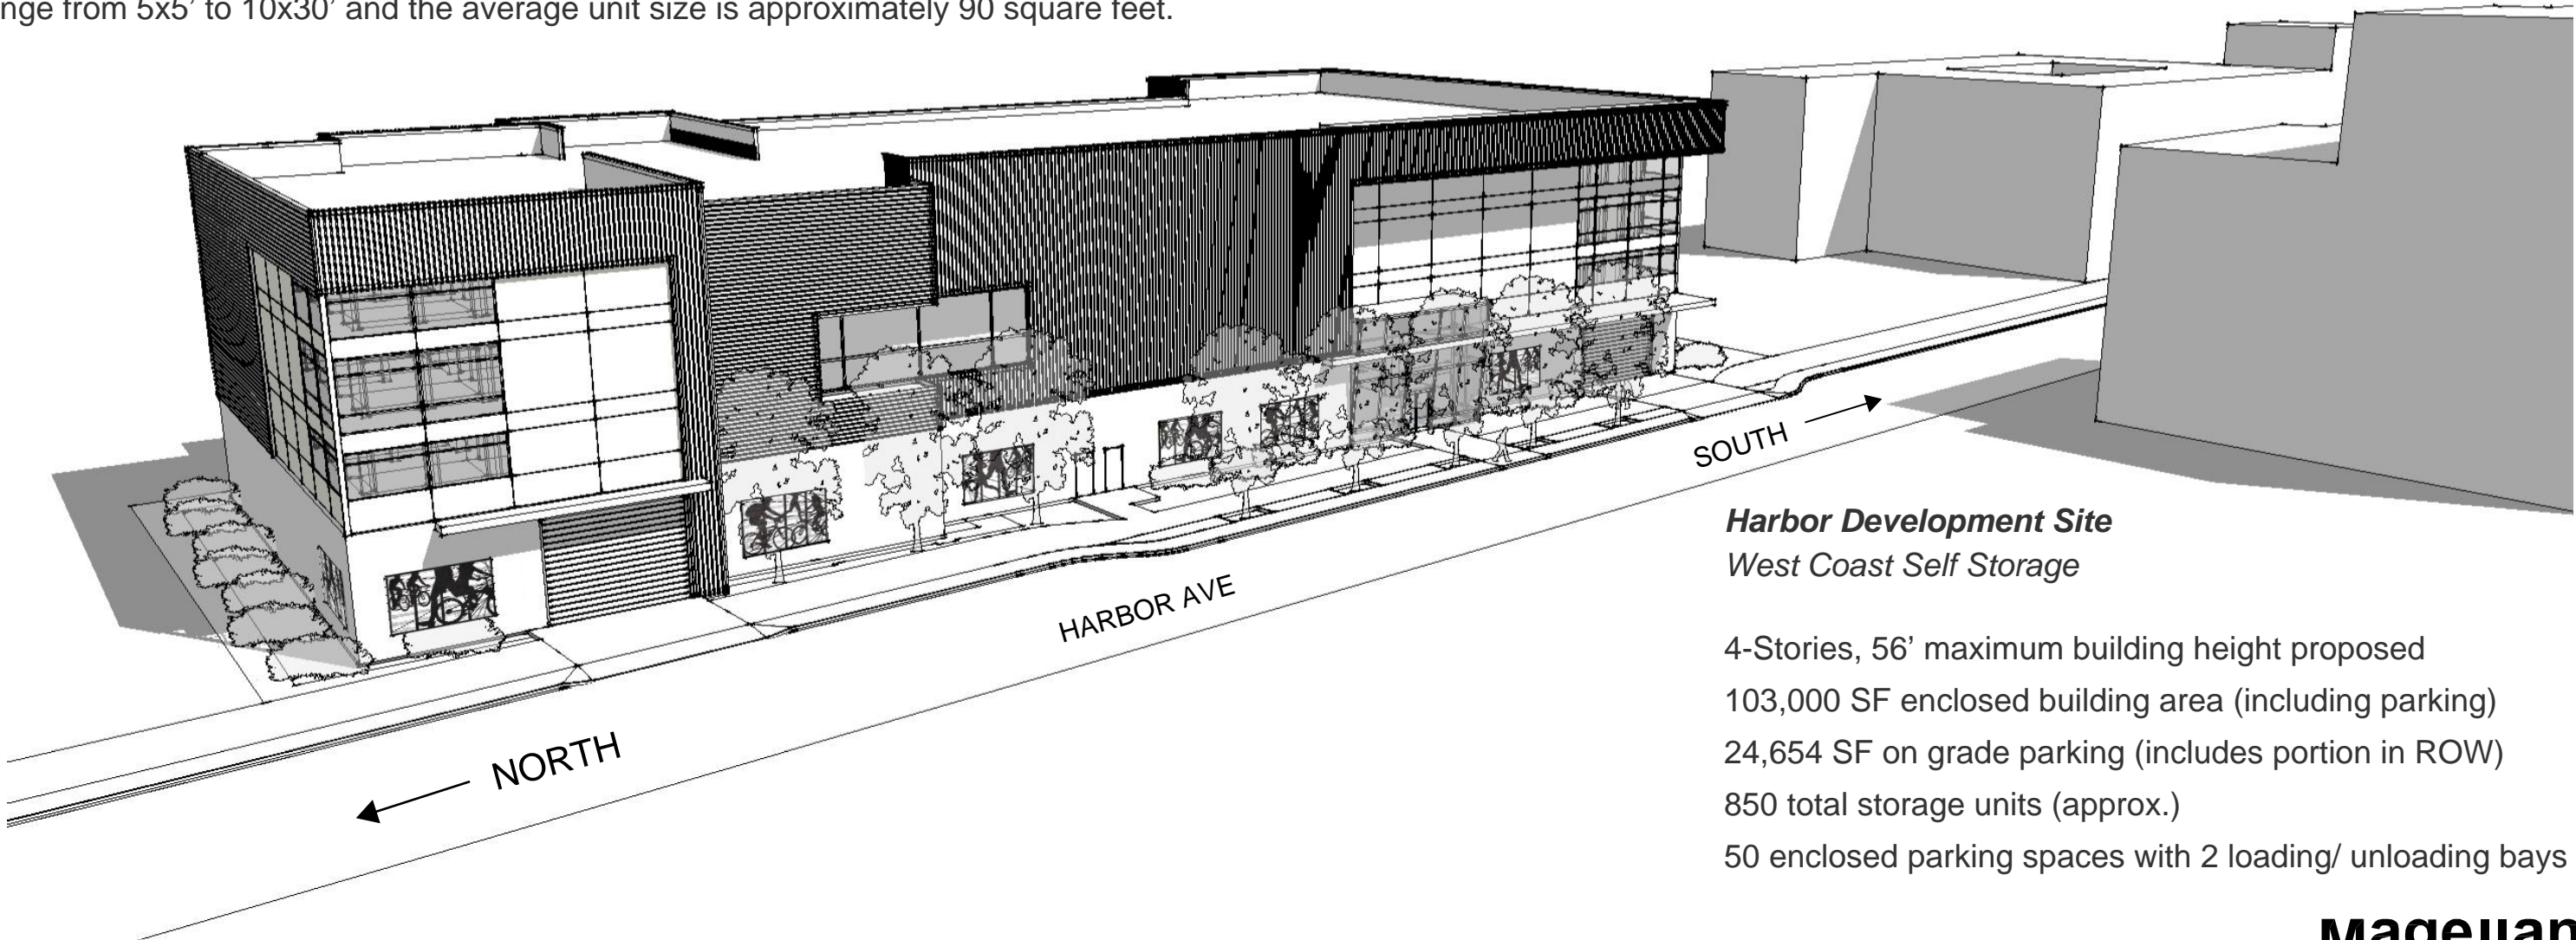 nge from 5x5’ to 10x30’ and the average unit size is approximately 90 square feet.
SOUTH
HARBOR AVE
NORTH
Harbor Development Site
West Coast Self Storage
4-Stories, 56’ maximum building height proposed
103,000 SF enclosed building area (including parking)
24,654 SF on grade parking (includes portion in ROW)
850 total storage units (approx.)
50 enclosed parking spaces with 2 loading/ unloading bays
Magellan